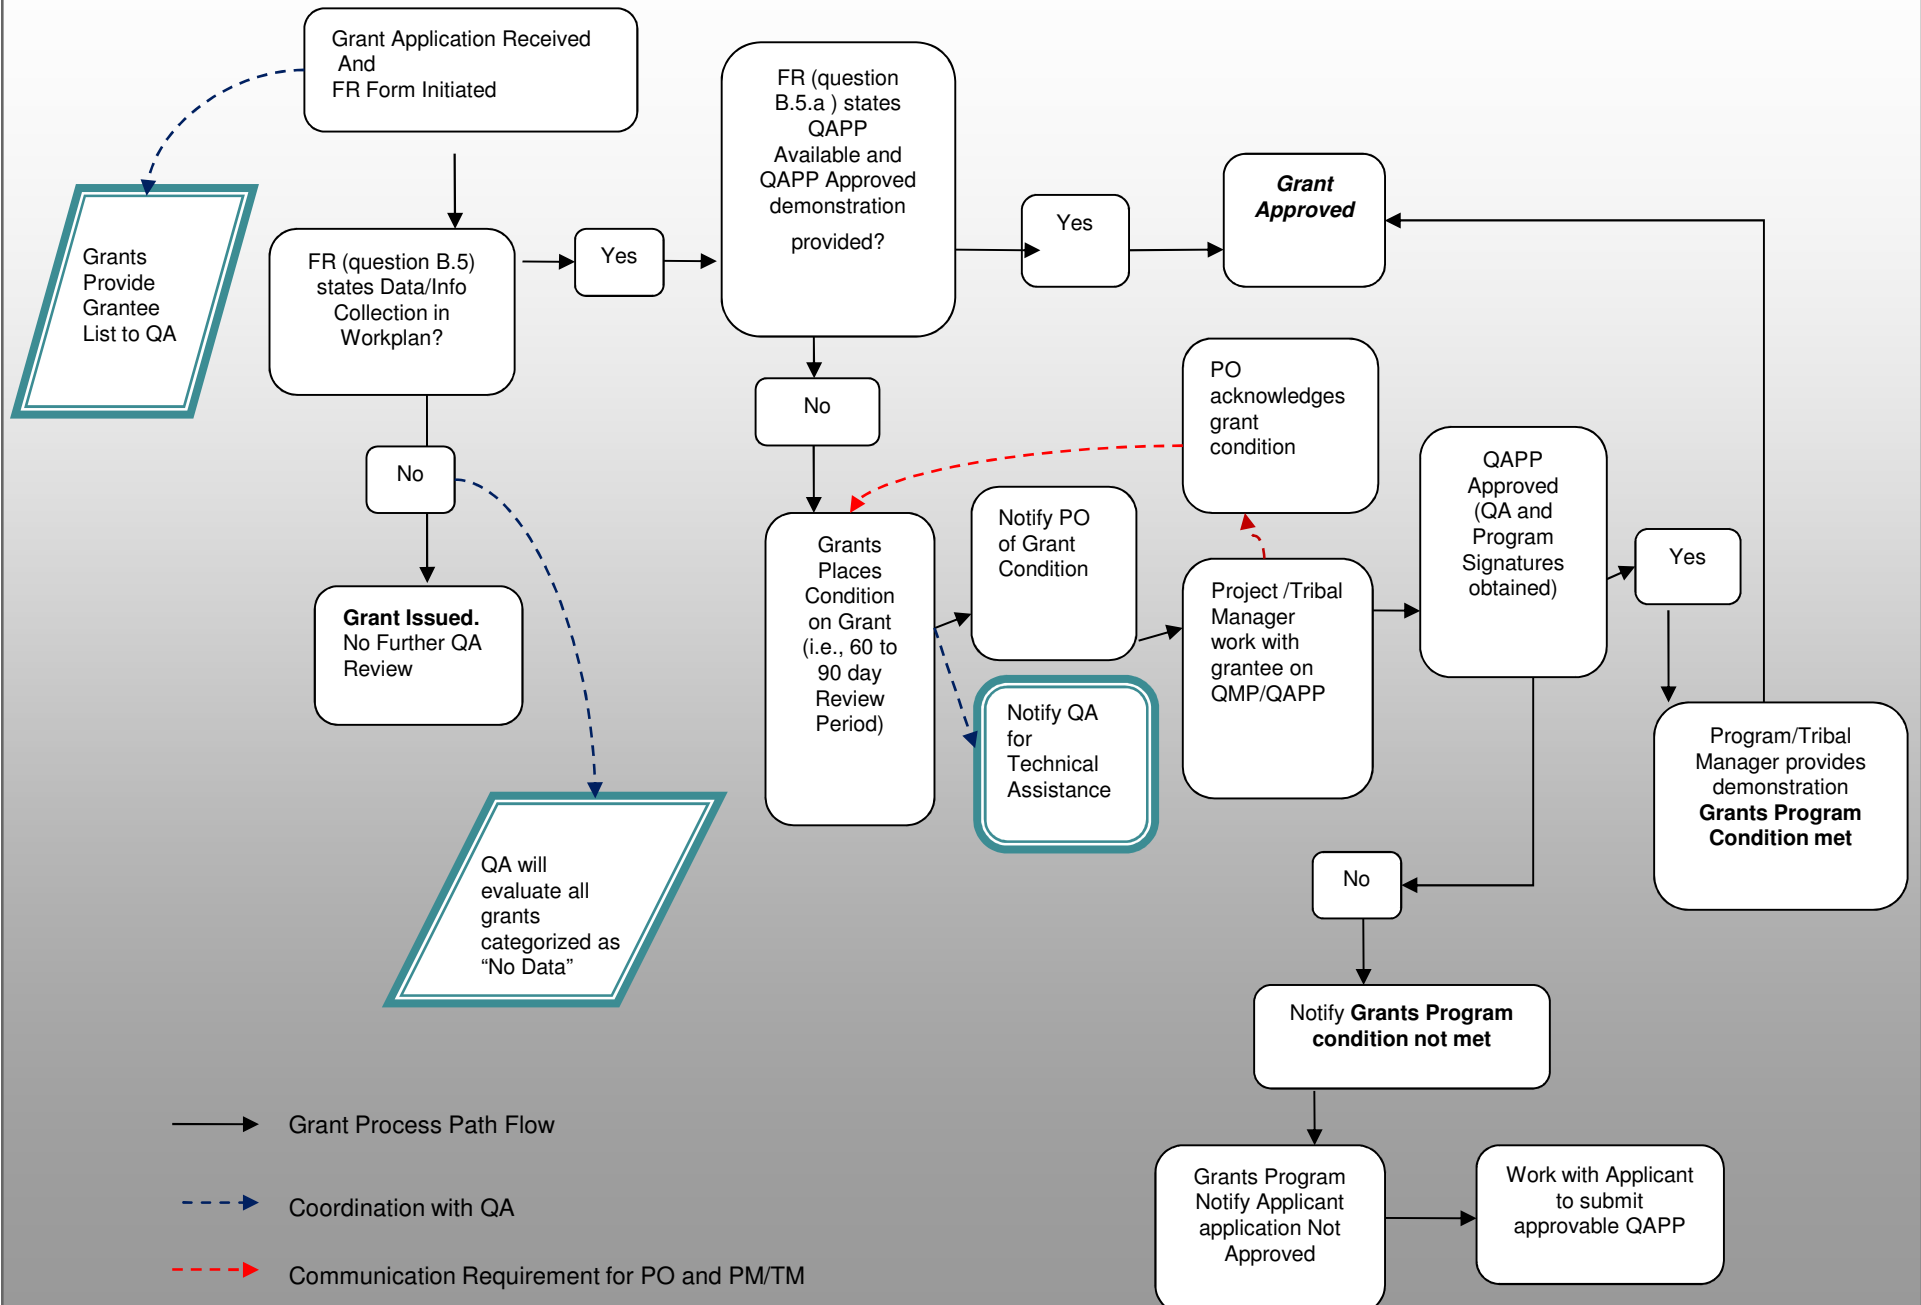 Grant Application Received
And
FR Form Initiated
FR (question
B.5.a ) states
QAPP
Available and
QAPP Approved
demonstration
provided?
Grant
Approved
Yes
Grants
Provide
Grantee
List to QA
FR (question B.5)
states Data/Info
Collection in
Workplan?
Yes
No
No
PO
acknowledges
grant
condition
Grant Issued.
No Further QA
Review
Grants
Places
Condition
on Grant
(i.e., 60 to
90 day
Review
Period)
Notify PO
of Grant
Condition
Project /Tribal
Manager
work with
grantee on
QMP/QAPP
QAPP
Approved
(QA and
Program
Signatures
obtained)
Yes
Notify QA
for
Technical
Assistance
Program/Tribal
Manager provides
demonstration
Grants Program
Condition met
QA will
evaluate all
grants
categorized as
“No Data”
No
Notify Grants Program
condition not met
Grants Program
Notify Applicant
application Not
Approved
Work with Applicant
to submit
approvable QAPP
Grant Process Path Flow
Coordination with QA
Communication Requirement for PO and PM/TM